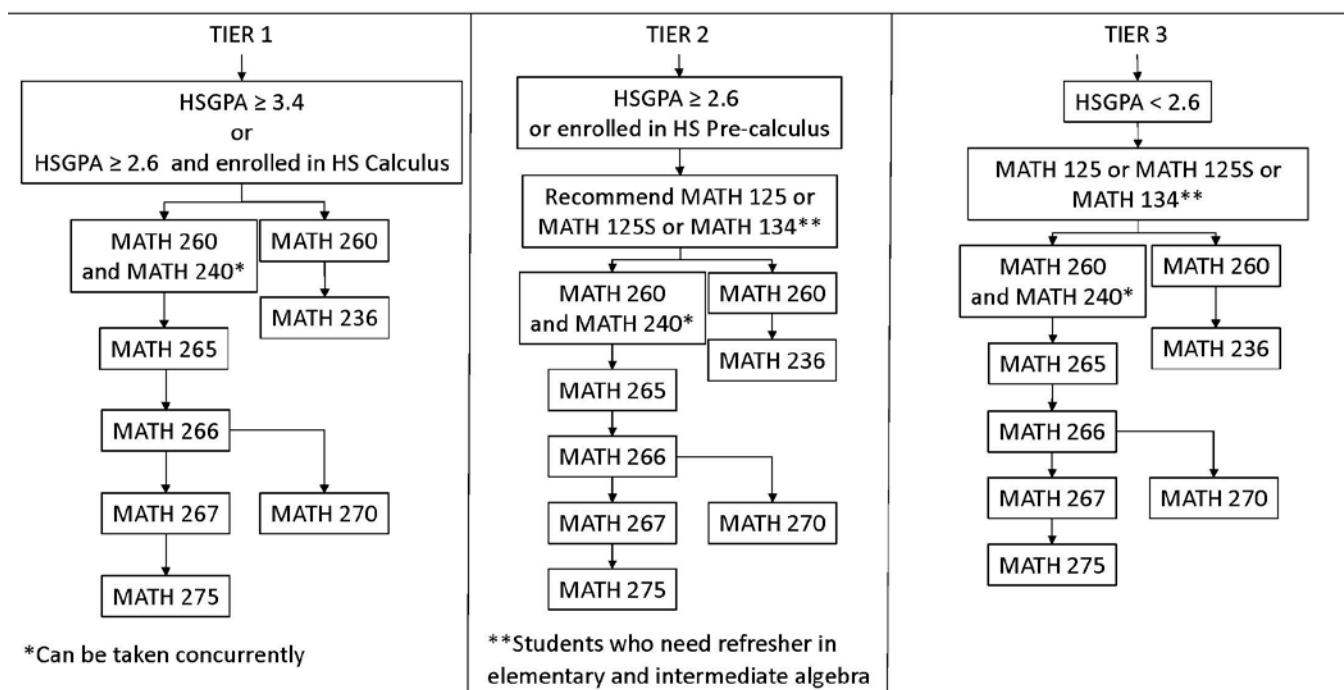 TIER 1
HSGPA ≥ 3.4
or
HSGPA ≥ 2.6 and enrolled in HS Calculus
MATH 260
and MATH 240*
MATH 260
MATH 236
MATH 265
MATH 266
MATH 267
MATH 270
MATH 275
*Can be taken concurrently
TIER 2
HSGPA ≥ 2.6
or enrolled in HS Pre-calculus
Recommend MATH 125 or
MATH 125S or MATH 134**
MATH 260
and MATH 240*
MATH 260
MATH 236
MATH 265
MATH 266
MATH 267
MATH 270
MATH 275
**Students who need refresher in
elementary and intermediate algebra
TIER 3
HSGPA < 2.6
MATH 125 or MATH 125S or
MATH 134**
MATH 260
and MATH 240*
MATH 260
MATH 236
MATH 265
MATH 266
MATH 267
MATH 270
MATH 275